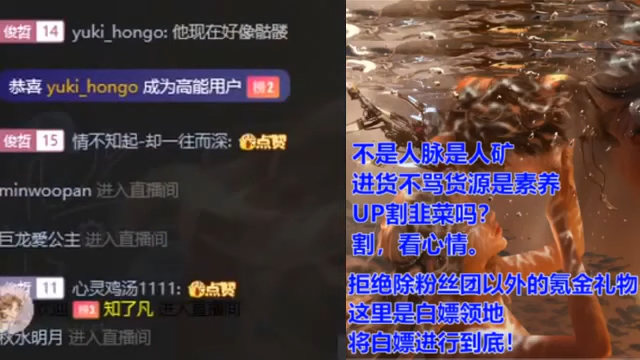 俊哲 14 yuki_hongo: 他现在好像骷髅
恭喜 yuki_hongo 成为高能用户 榜2
俊哲 15 情不知起-却一往而深: 点赞
minwoopan 进入直播间
巨龙愛公主 进入直播间
11 心灵鸡汤1111: 点赞
榜3 知了凡 进入直播间
秋水明月 进入直播间
不是人脉是人矿
进货不骂货源是素养
UP割韭菜吗?
割,看心情。
拒绝除粉丝团以外的氪金礼物
这里是白嫖领地
将白嫖进行到底!